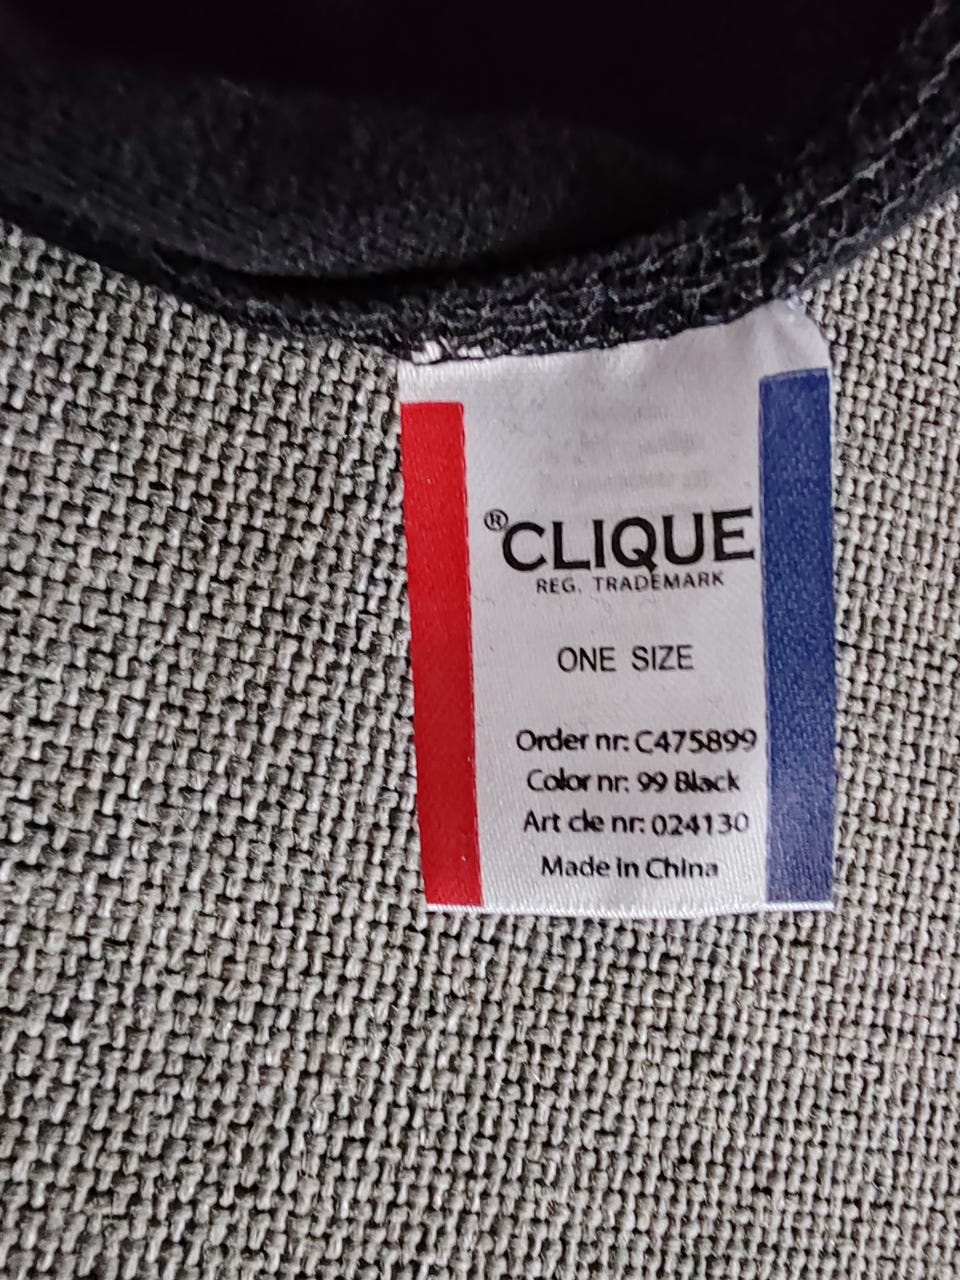 ®CLIQUE
REG. TRADEMARK
ONE SIZE
Order nr: C475899
Color nr: 99 Black
Art cle nr: 024130
Made in China